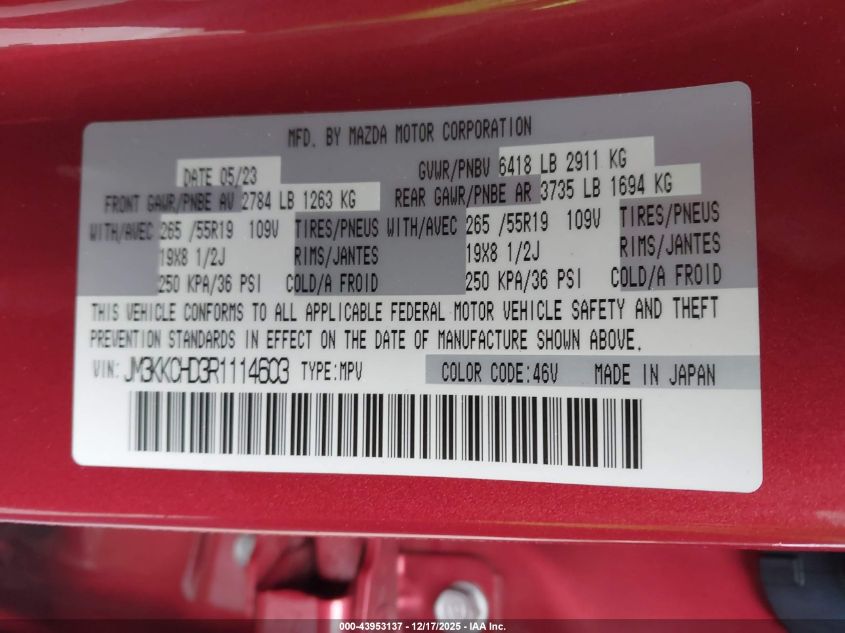 MFD. BY MAZDA MOTOR CORPORATION
DATE 05/23 GVWR/PNBV 6418 LB 2911 KG
FRONT GAWR/PNBE AV 2784 LB 1263 KG REAR GAWR/PNBE AR 3735 LB 1694 KG
WITH/AVEC 265 /55R19 109V TIRES/PNEUS WITH/AVEC 265 /55R19 109V TIRES/PNEUS
19X8 1/2J RIMS/JANTES 19X8 1/2J RIMS/JANTES
250 KPA/36 PSI COLD/A FROID 250 KPA/36 PSI COLD/A FROID
THIS VEHICLE CONFORMS TO ALL APPLICABLE FEDERAL MOTOR VEHICLE SAFETY AND THEFT
PREVENTION STANDARDS IN EFFECT ON THE DATE OF MANUFACTURE SHOWN ABOVE.
VIN: JM3KKCHD3R1114603 TYPE:MPV COLOR CODE:46V MADE IN JAPAN
000-43953137 - 12/17/2025 - IAA Inc.